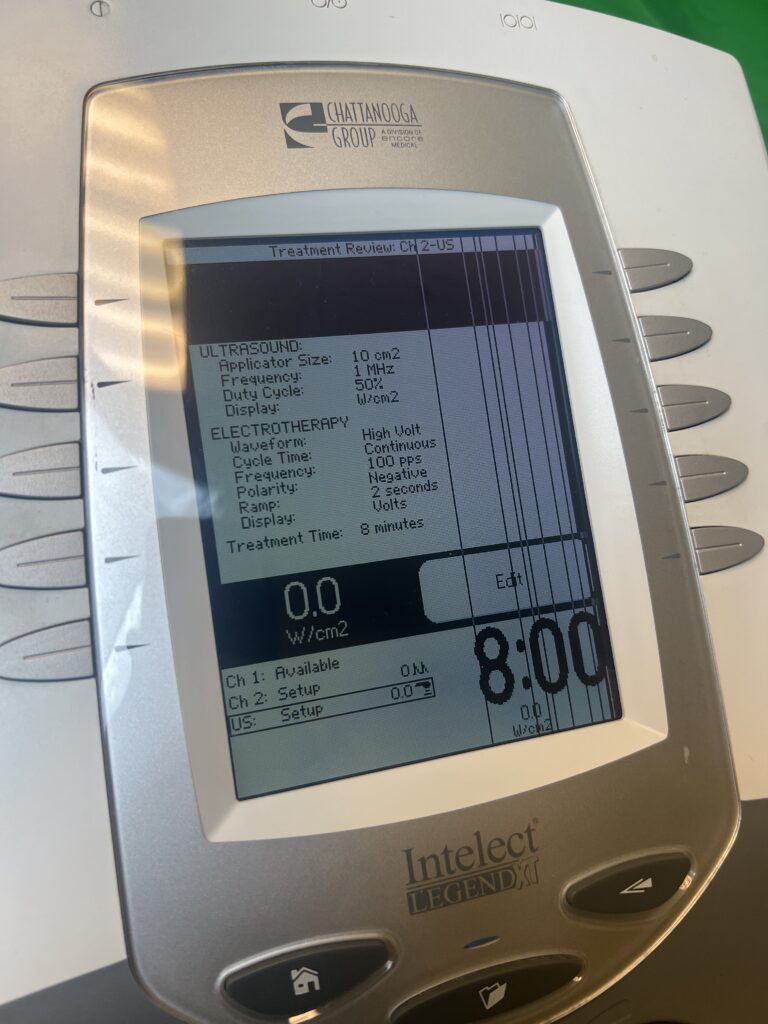 CHATTANOOGA
GROUP
A DIVISION OF
encore
MEDICAL
Treatment Review: Ch 2-US
ULTRASOUND:
Applicator Size: 10 cm2
Frequency: 1 MHz
Duty Cycle: 50%
Display: W/cm2
ELECTROTHERAPY
Waveform: High Volt
Cycle Time: Continuous
Frequency: 100 pps
Polarity: Negative
Ramp: 2 seconds
Display: Volts
Treatment Time: 8 minutes
0.0
W/cm2
Edit
Ch 1: Available
Ch 2: Setup 0
US: Setup 0.0
8:00
0.0
W/cm2
Intelect®
LEGEND XT